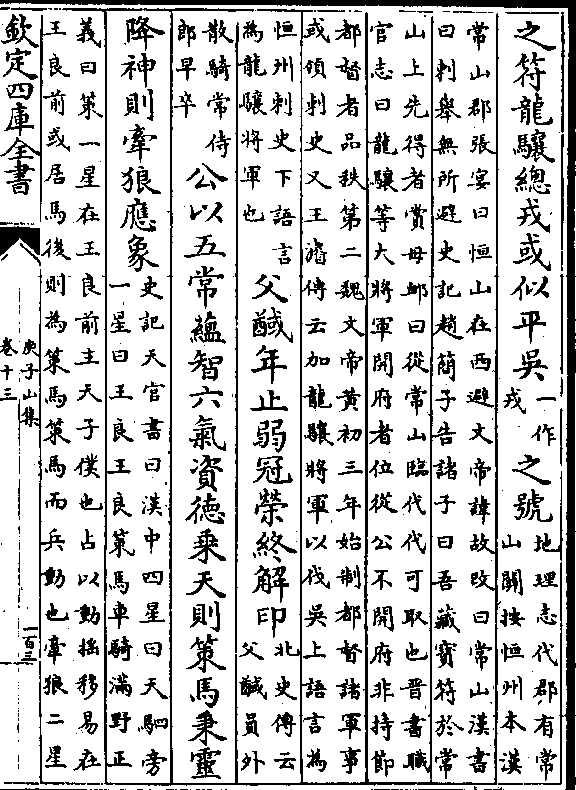 之符龍驤總戎或似平吳一作戎之號地理志代郡有常山關按恒州本漢
常山郡張宴曰恒山在西避文帝諱故改曰常山漢書
曰刺舉無所避史記趙簡子告諸子曰吾藏寶符於常
山上先得者賞毋卹曰從常山臨代代可取也晉書職
官志曰龍驤等大將軍開府者位從公不開府非持節
都督者品秩第二魏文帝黃初三年始制都督諸軍事
或領刺史又王濬傳云加龍驤將軍以伐吳上語言為
恒州刺史下語言為龍驤將軍也父鹹年止弱冠榮終解印北史傳云父鹹員外
散騎常侍郎早卒公以五常蘊智六氣資德乘天則策馬秉靈
降神則牽狼應象史記天官書曰漢中四星曰天駟旁一星曰王良王良策馬車騎滿野正
義曰策一星在王良前主天子僕也占以動搖移易在
王良前或居馬後則為策馬策馬而兵動也牽狼二星
欽定四庫全書
庾子山集
卷十三
一百三